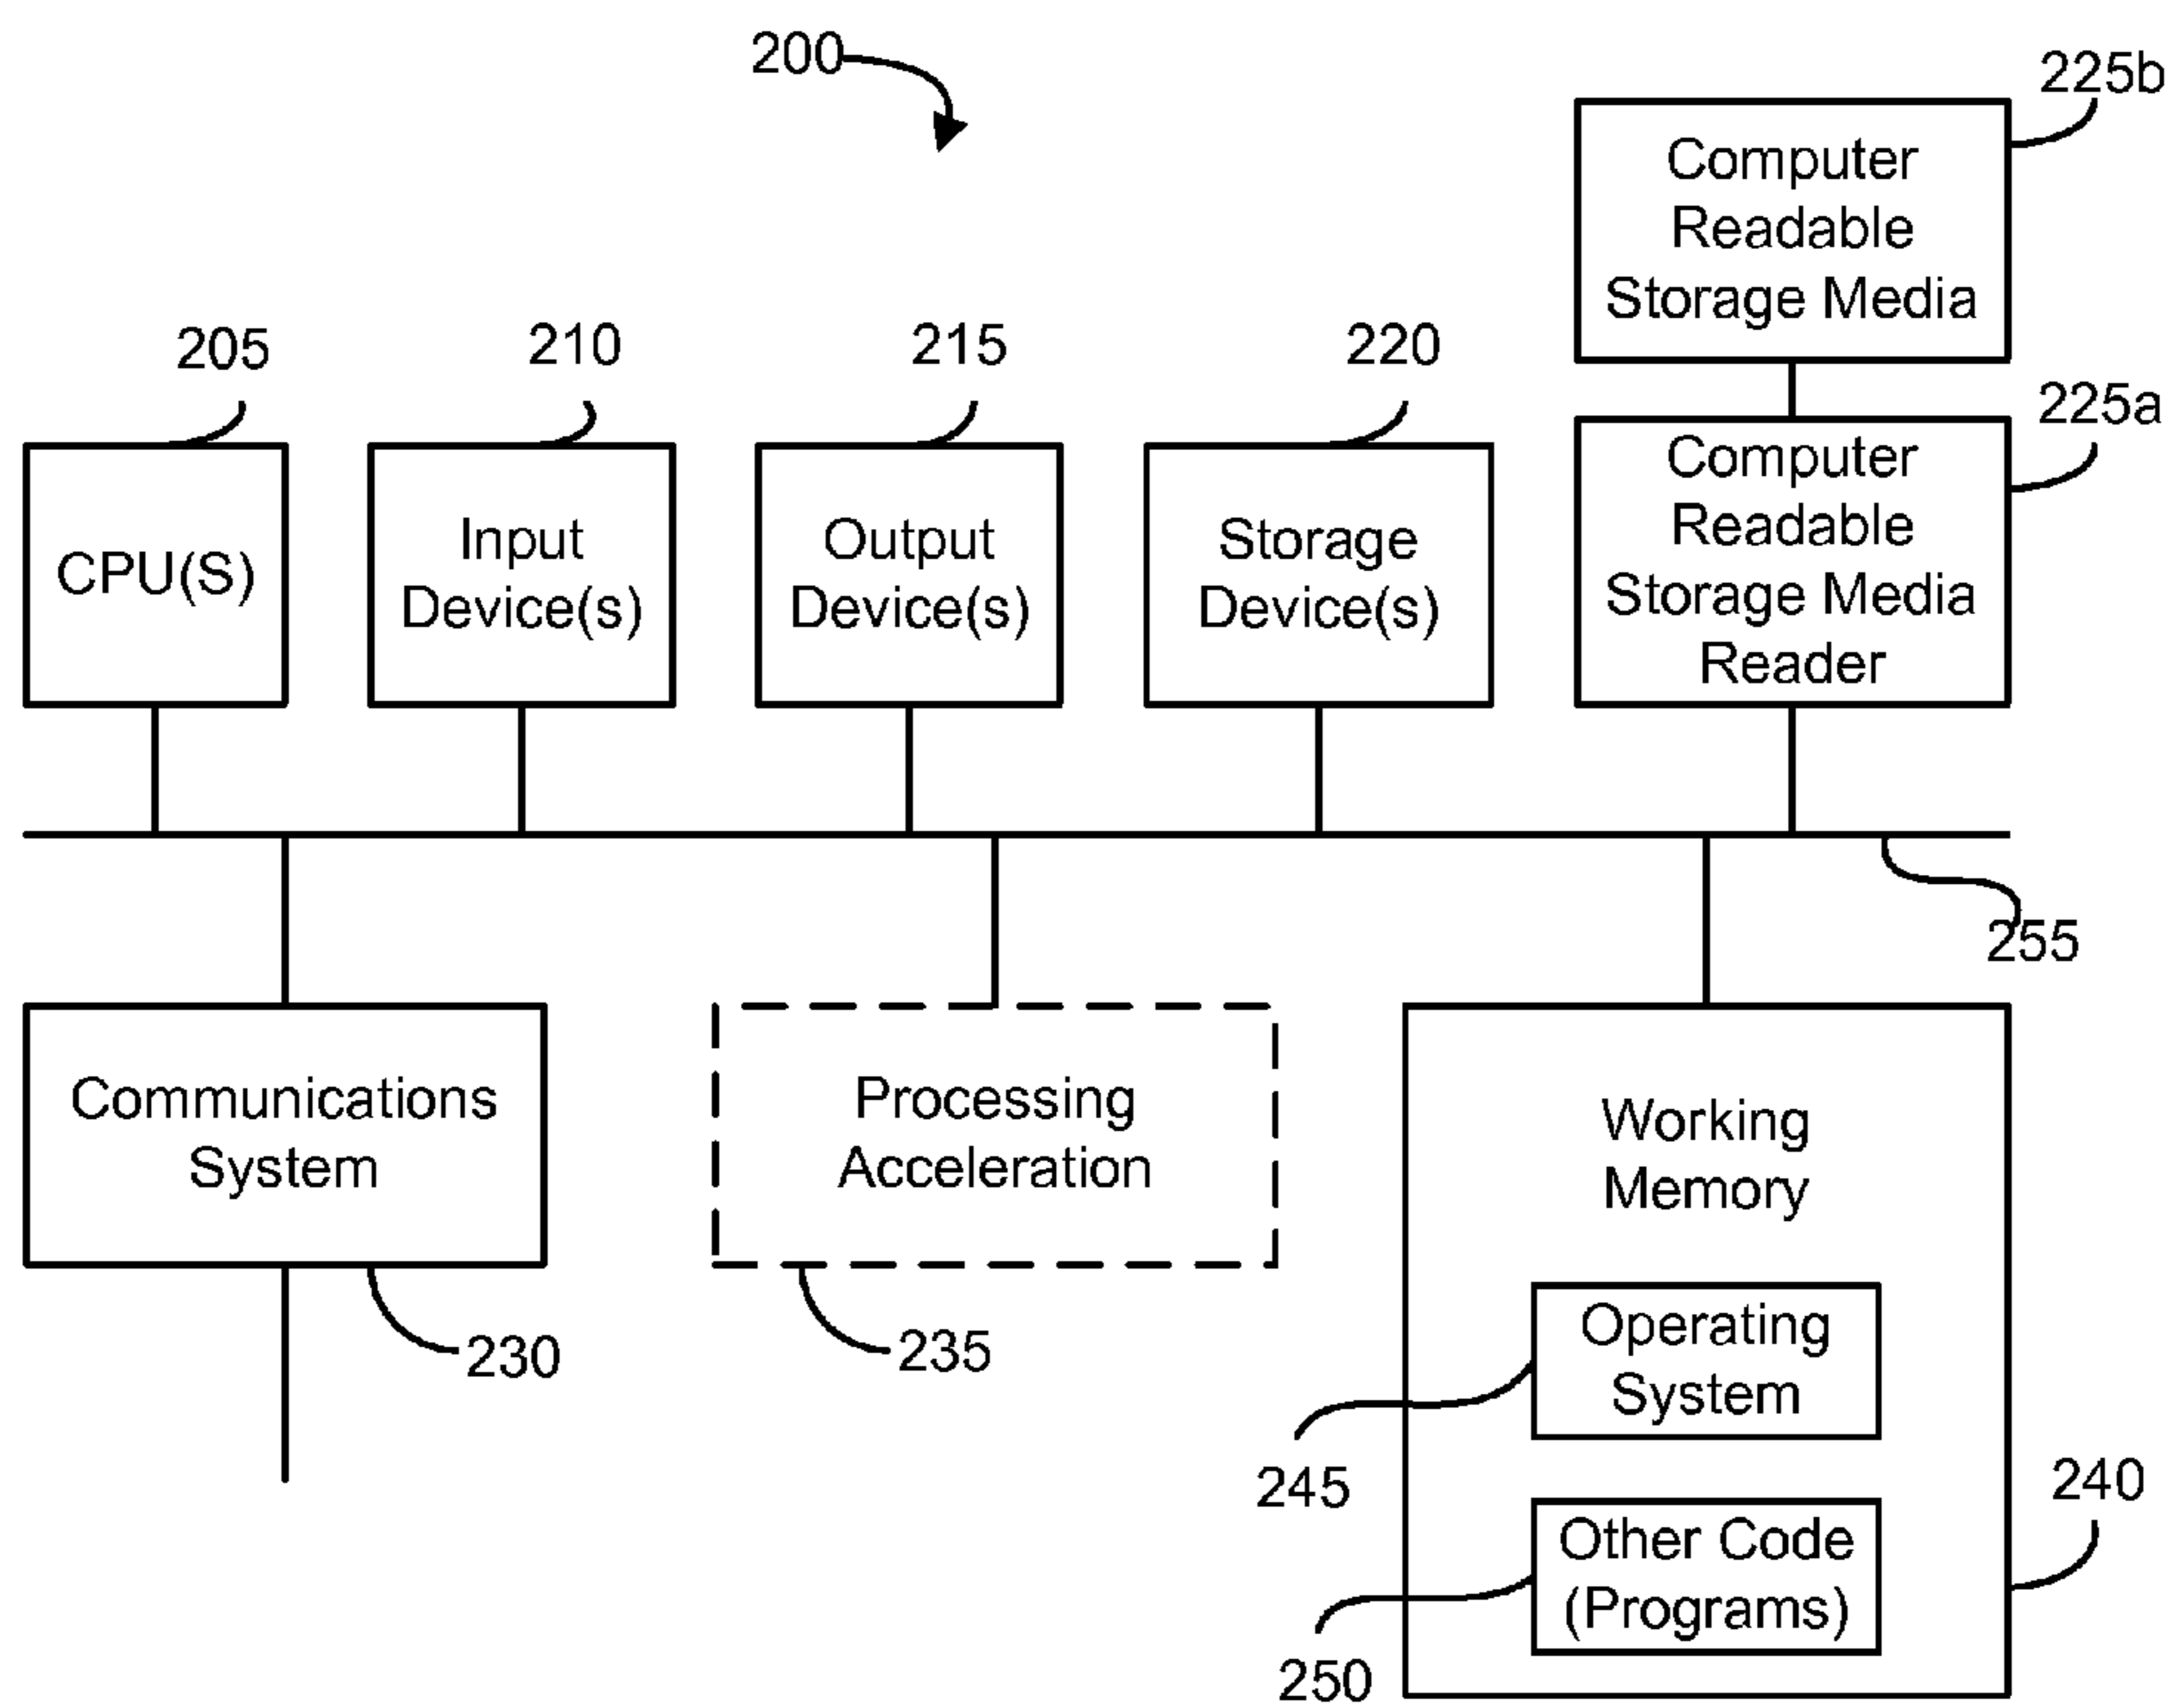 200
225b
Computer
Readable
Storage Media
205
210
215
220
225a
CPU(S)
Input
Device(s)
Output
Device(s)
Storage
Device(s)
Computer
Readable
Storage Media
Reader
255
Communications
System
230
Processing
Acceleration
235
Working
Memory
Operating
System
245
240
Other Code
(Programs)
250